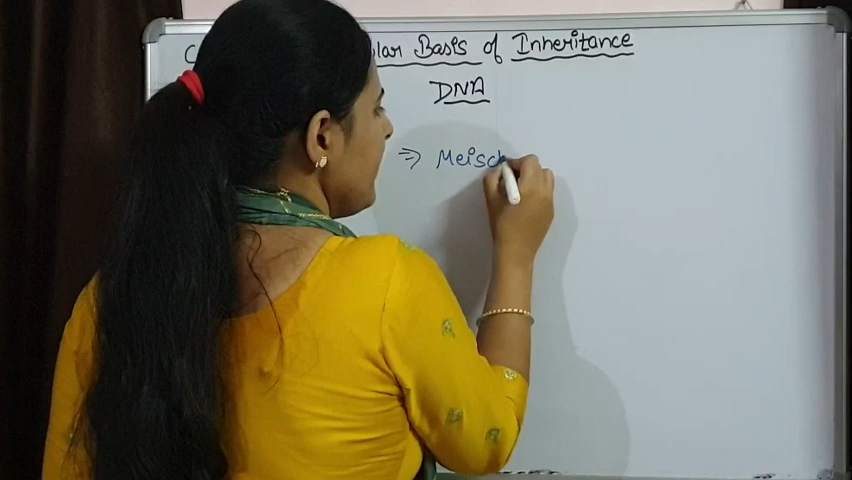 lar Basis of Inheritance
DNA
⇒ Meisch